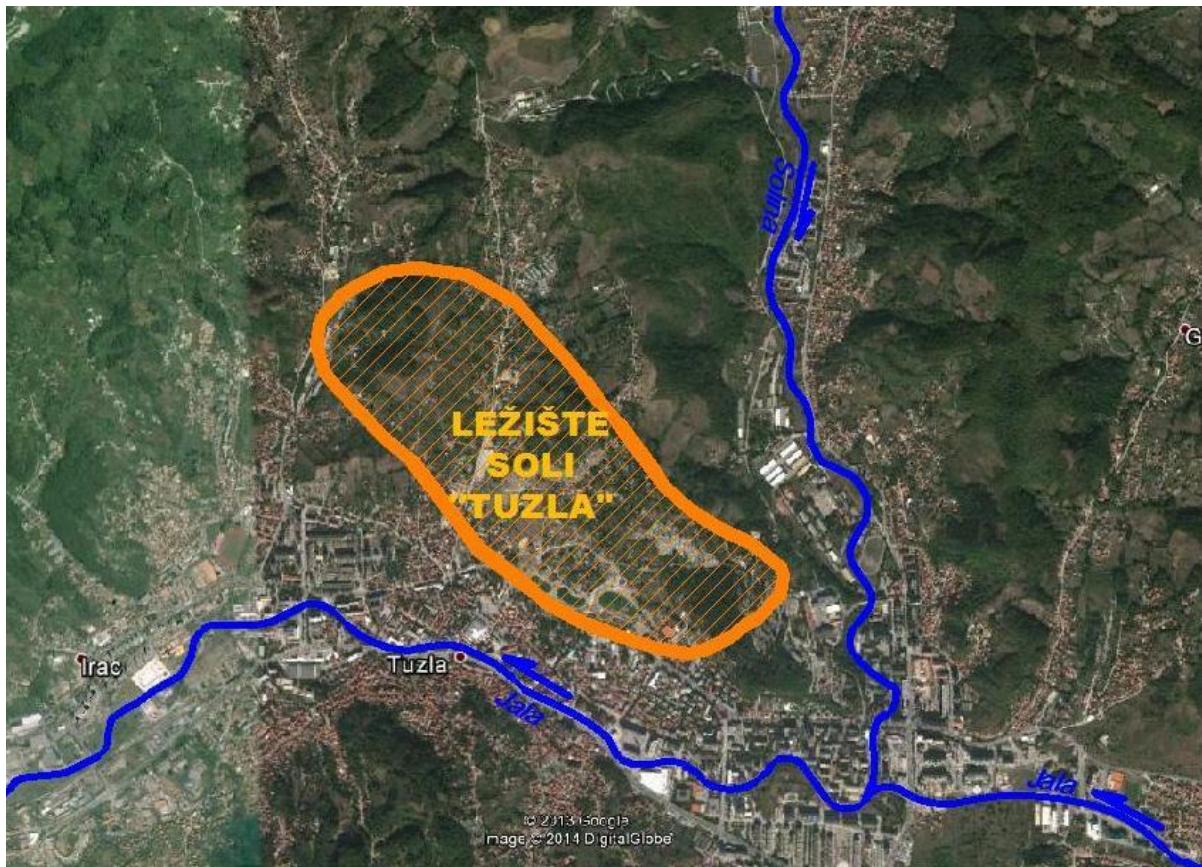 Solina
G
LEŽIŠTE
SOLI
"TUZLA"
Irac
Tuzla
Jala
Jala
© 2013 Google
Image © 2014 DigitalGlobe